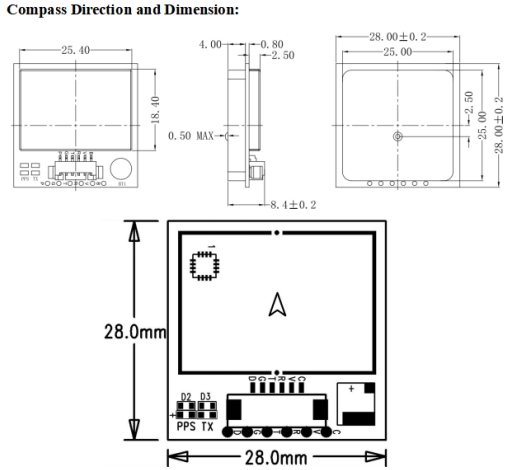 Compass Direction and Dimension:
25.40
18.40
PPS TX
BT1
4.00
0.80
2.50
0.50 MAX
8.4±0.2
28.00±0.2
25.00
2.50
25.00
28.00±0.2
28.0mm
1
D G T R V C
D2 D3
+
PPS TX
+
D G T R V C
28.0mm